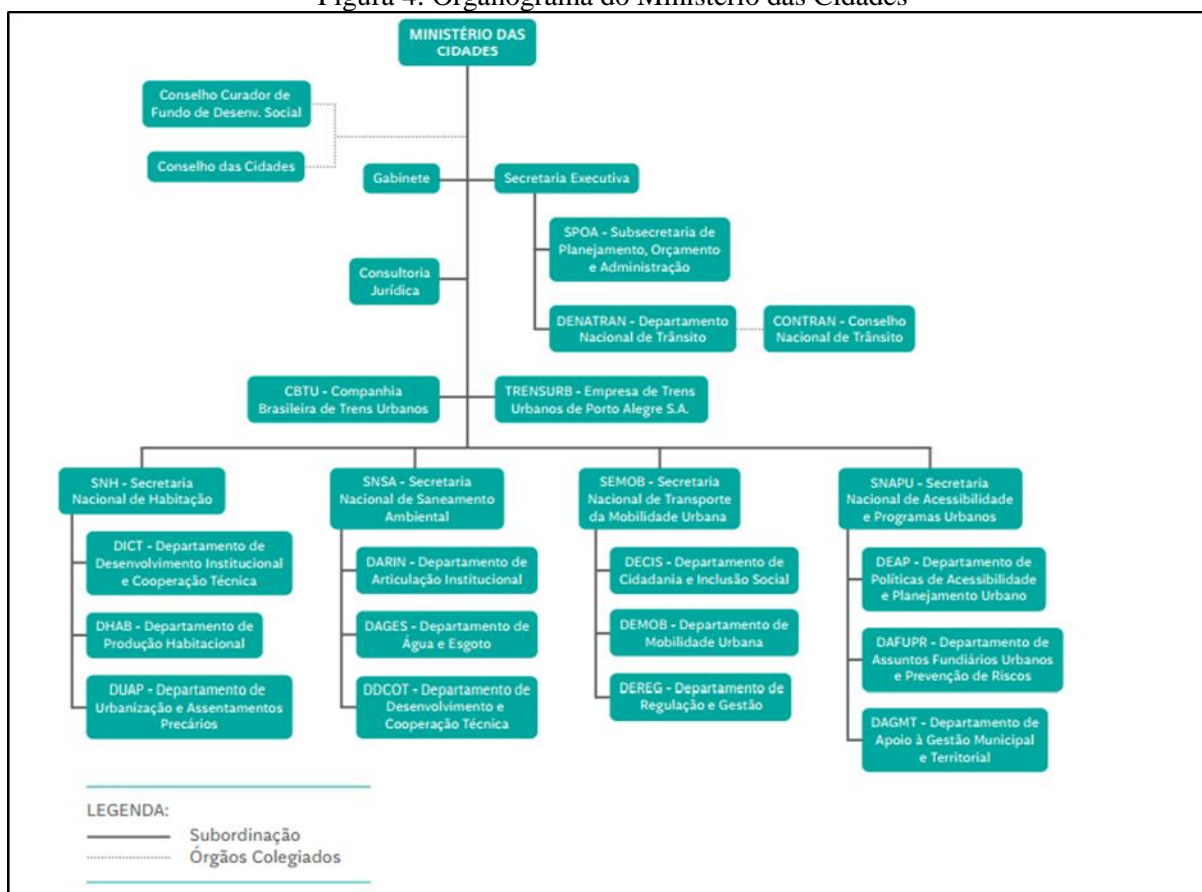 Figura 4: Organograma do Ministério das Cidades
MINISTÉRIO DAS
CIDADES
Conselho Curador de
Fundo de Desenv. Social
Conselho das Cidades
Gabinete
Secretaria Executiva
SPOA - Subsecretaria de
Planejamento, Orçamento
e Administração
Consultoria
Jurídica
DENATRAN - Departamento
Nacional de Trânsito
CONTRAN - Conselho
Nacional de Trânsito
CBTU - Companhia
Brasileira de Trens Urbanos
TRENSURB - Empresa de Trens
Urbanos de Porto Alegre S.A.
SNH - Secretaria
Nacional de Habitação
DICT - Departamento de
Desenvolvimento Institucional
e Cooperação Técnica
DHAB - Departamento de
Produção Habitacional
DUAP - Departamento de
Urbanização e Assentamentos
Precários
SNSA - Secretaria
Nacional de Saneamento
Ambiental
DARIN - Departamento de
Articulação Institucional
DAGES - Departamento de
Água e Esgoto
DDCOT - Departamento de
Desenvolvimento e
Cooperação Técnica
SEMOB - Secretaria
Nacional de Transporte
da Mobilidade Urbana
DECIS - Departamento de
Cidadania e Inclusão Social
DEMOB - Departamento de
Mobilidade Urbana
DEREG - Departamento de
Regulação e Gestão
SNAPU - Secretaria
Nacional de Acessibilidade
e Programas Urbanos
DEAP - Departamento de
Políticas de Acessibilidade
e Planejamento Urbano
DAFUPR - Departamento de
Assuntos Fundiários Urbanos
e Prevenção de Riscos
DAGMT - Departamento de
Apoio à Gestão Municipal
e Territorial
LEGENDA:
Subordinação
Órgãos Colegiados